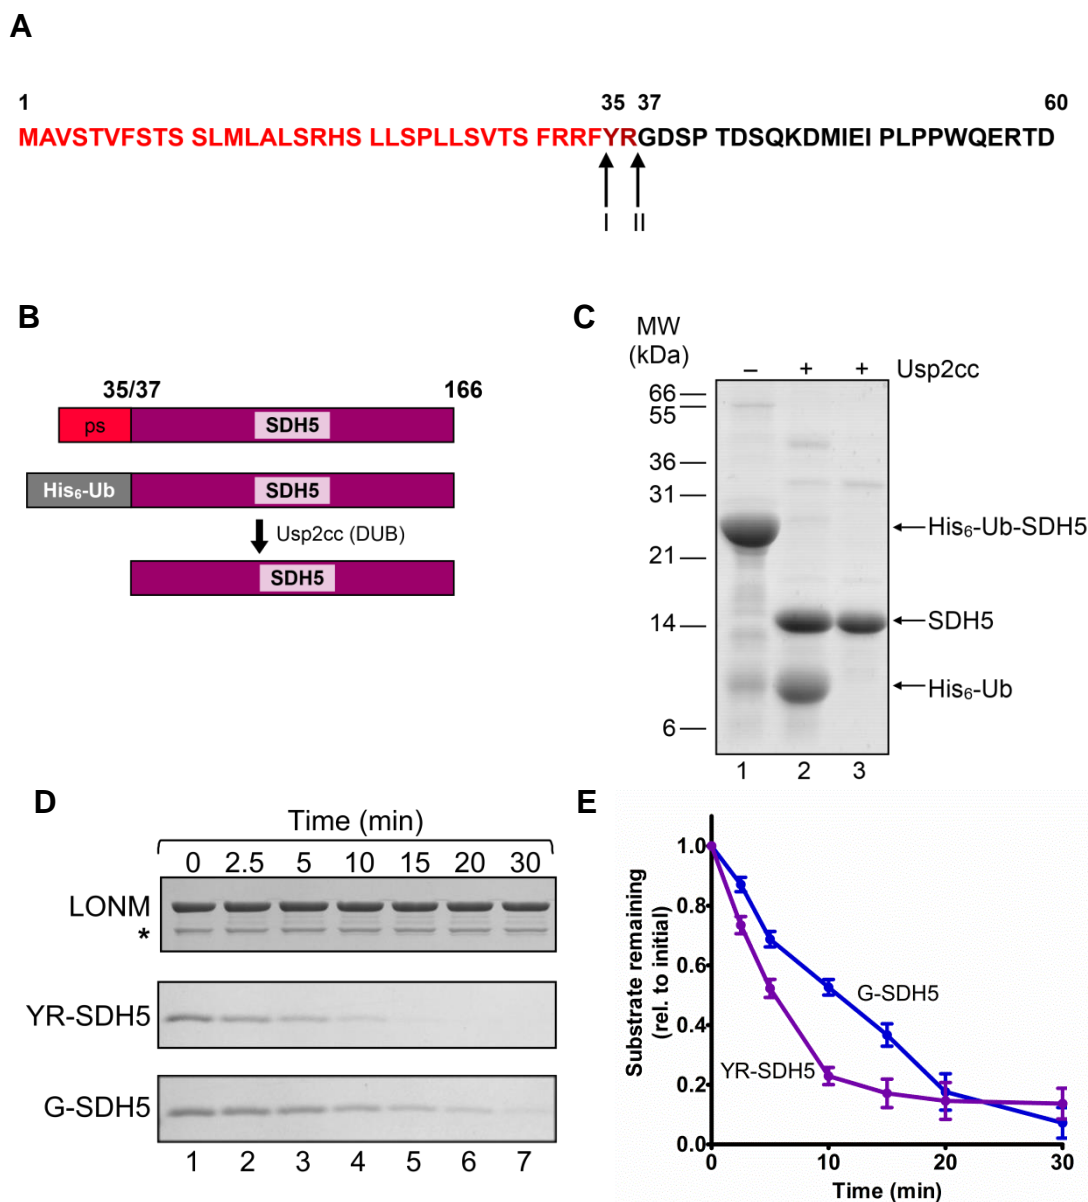 A
1 35 37 60
MAVSTVFSTS SLMLALSRHS LLSPLLSVTS FRRFYRGDSP TDSQKDMIEI PLPPWQERTD
I II
B
35/37 166
ps SDH5
His6-Ub SDH5
Usp2cc (DUB)
SDH5
C
MW
(kDa)
– + + Usp2cc
66
55
36
31
His6-Ub-SDH5
21
14 SDH5
His6-Ub
6
1 2 3
D
Time (min)
0 2.5 5 10 15 20 30
LONM
*
YR-SDH5
G-SDH5
1 2 3 4 5 6 7
E
Substrate remaining
(rel. to initial)
1.0
0.8
0.6
0.4
0.2
0.0
G-SDH5
YR-SDH5
0 10 20 30
Time (min)